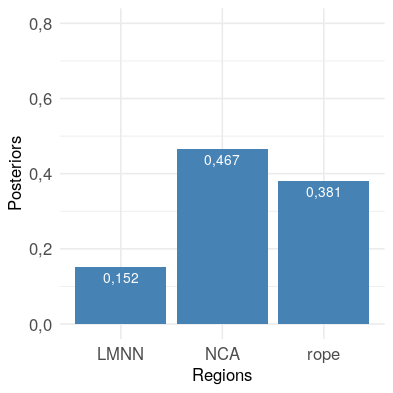 0,8
0,6
0,4
0,2
0,0
Posteriors
0,152
0,467
0,381
LMNN
NCA
rope
Regions